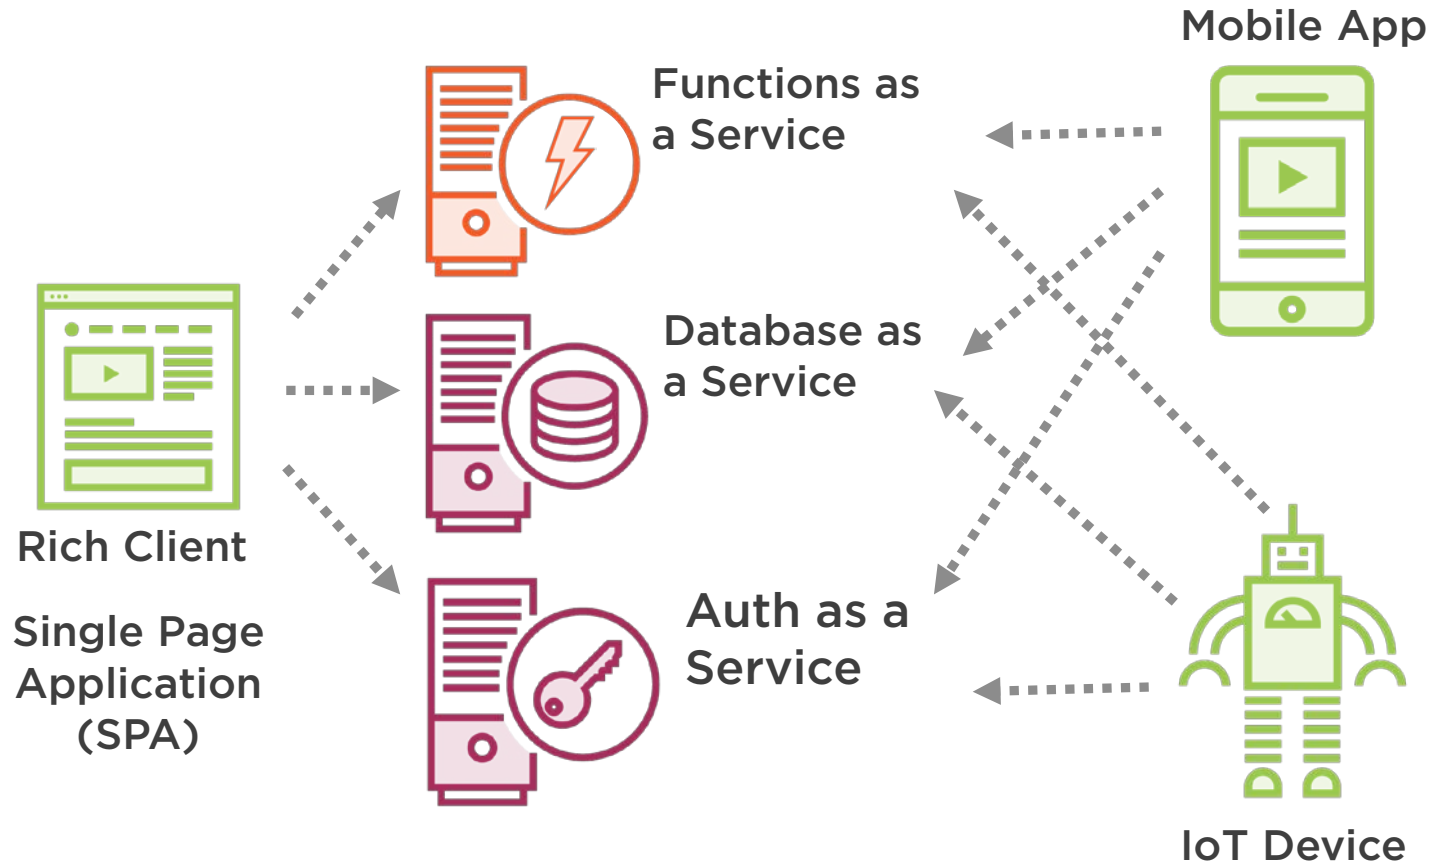 Mobile App
Functions as
a Service
Database as
a Service
Rich Client
Single Page
Application
(SPA)
Auth as a
Service
IoT Device